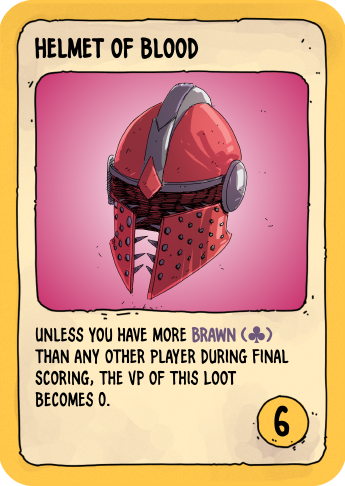 HELMET OF BLOOD
UNLESS YOU HAVE MORE BRAWN (♣)
THAN ANY OTHER PLAYER DURING FINAL
SCORING, THE VP OF THIS LOOT
BECOMES 0.
6